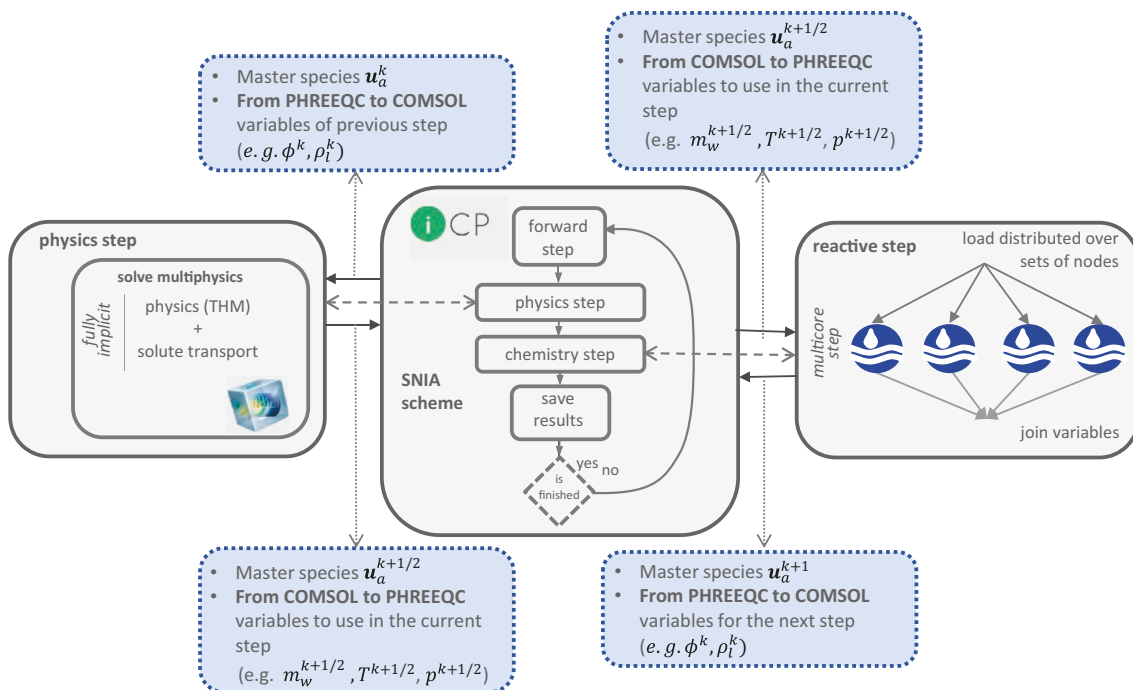 • Master species u_a^k
• From PHREEQC to COMSOL
variables of previous step
(e.g. ϕ^k, ρ_l^k)
• Master species u_a^{k+1/2}
• From COMSOL to PHREEQC
variables to use in the current
step
(e.g. m_w^{k+1/2}, T^{k+1/2}, p^{k+1/2})
physics step
solve multiphysics
fully
implicit
physics (THM)
+
solute transport
i CP
forward
step
physics step
chemistry step
SNIA
scheme
save
results
yes no
is
finished
reactive step
load distributed over
sets of nodes
multicore
step
join variables
• Master species u_a^{k+1/2}
• From COMSOL to PHREEQC
variables to use in the current
step
(e.g. m_w^{k+1/2}, T^{k+1/2}, p^{k+1/2})
• Master species u_a^{k+1}
• From PHREEQC to COMSOL
variables for the next step
(e.g. ϕ^k, ρ_l^k)